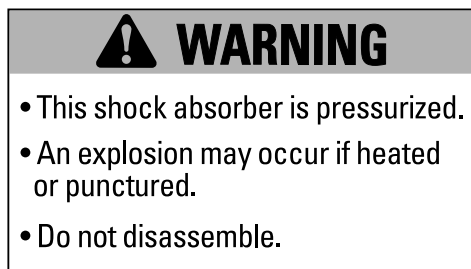 WARNING
• This shock absorber is pressurized.
• An explosion may occur if heated
or punctured.
• Do not disassemble.